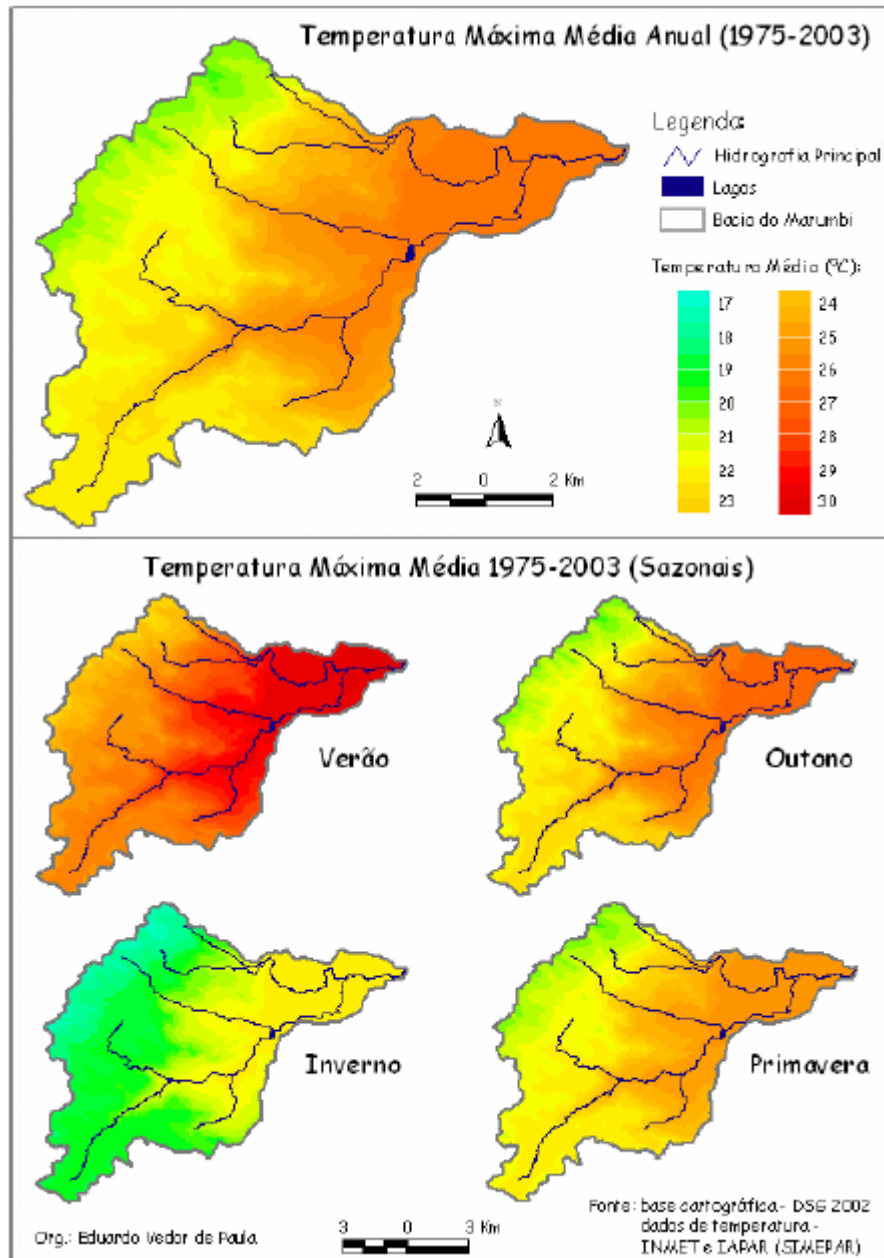 Temperatura Máxima Média Anual (1975-2003)
Legenda:
Hidrografia Principal
Lagos
Bacia do Marumbi
Temperatura Média (ºC):
17 24
18 25
19 26
20 27
21 28
22 29
23 30
N
2 0 2 Km
Temperatura Máxima Média 1975-2003 (Sazonais)
Verão
Outono
Inverno
Primavera
Org.: Eduardo Vedor de Paula
3 0 3 Km
Fonte: base cartográfica - DSG 2002
dados de temperatura -
INMET e IAPAR (SIMEPAR)